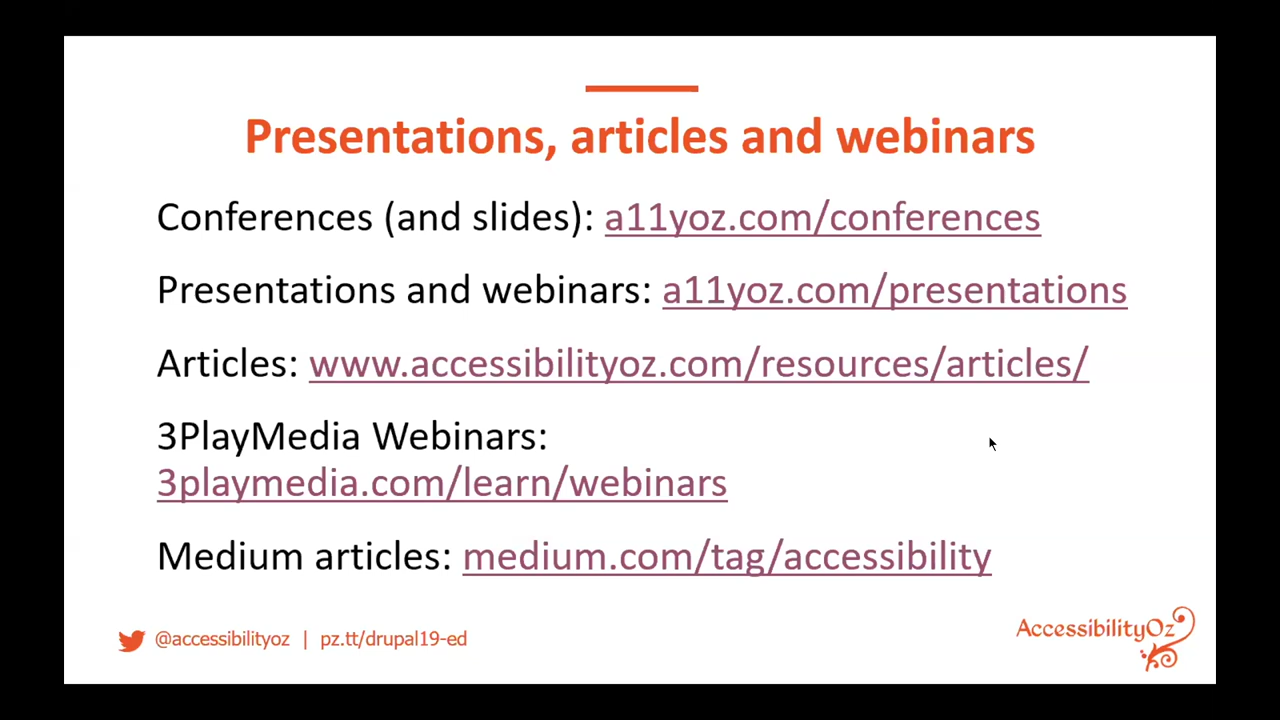 Presentations, articles and webinars
Conferences (and slides): a11yoz.com/conferences
Presentations and webinars: a11yoz.com/presentations
Articles: www.accessibilityoz.com/resources/articles/
3PlayMedia Webinars:
3playmedia.com/learn/webinars
Medium articles: medium.com/tag/accessibility
@accessibilityoz | pz.tt/drupal19-ed
AccessibilityOz